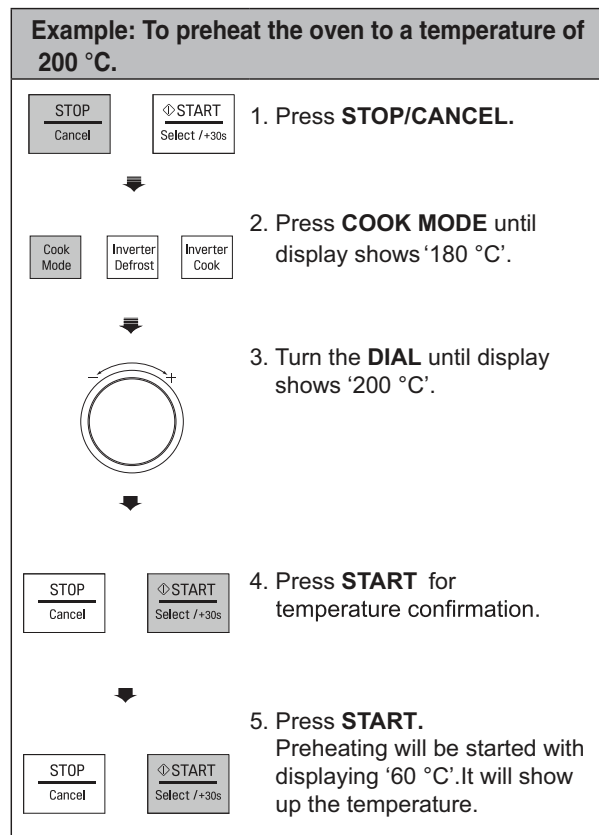 Example: To preheat the oven to a temperature of
200 °C.
STOP
Cancel
START
Select /+30s
1. Press STOP/CANCEL.
Cook
Mode
Inverter
Defrost
Inverter
Cook
2. Press COOK MODE until
display shows ‘180 °C’.
- +
3. Turn the DIAL until display
shows ‘200 °C’.
STOP
Cancel
START
Select /+30s
4. Press START for
temperature confirmation.
STOP
Cancel
START
Select /+30s
5. Press START.
Preheating will be started with
displaying ‘60 °C’.It will show
up the temperature.